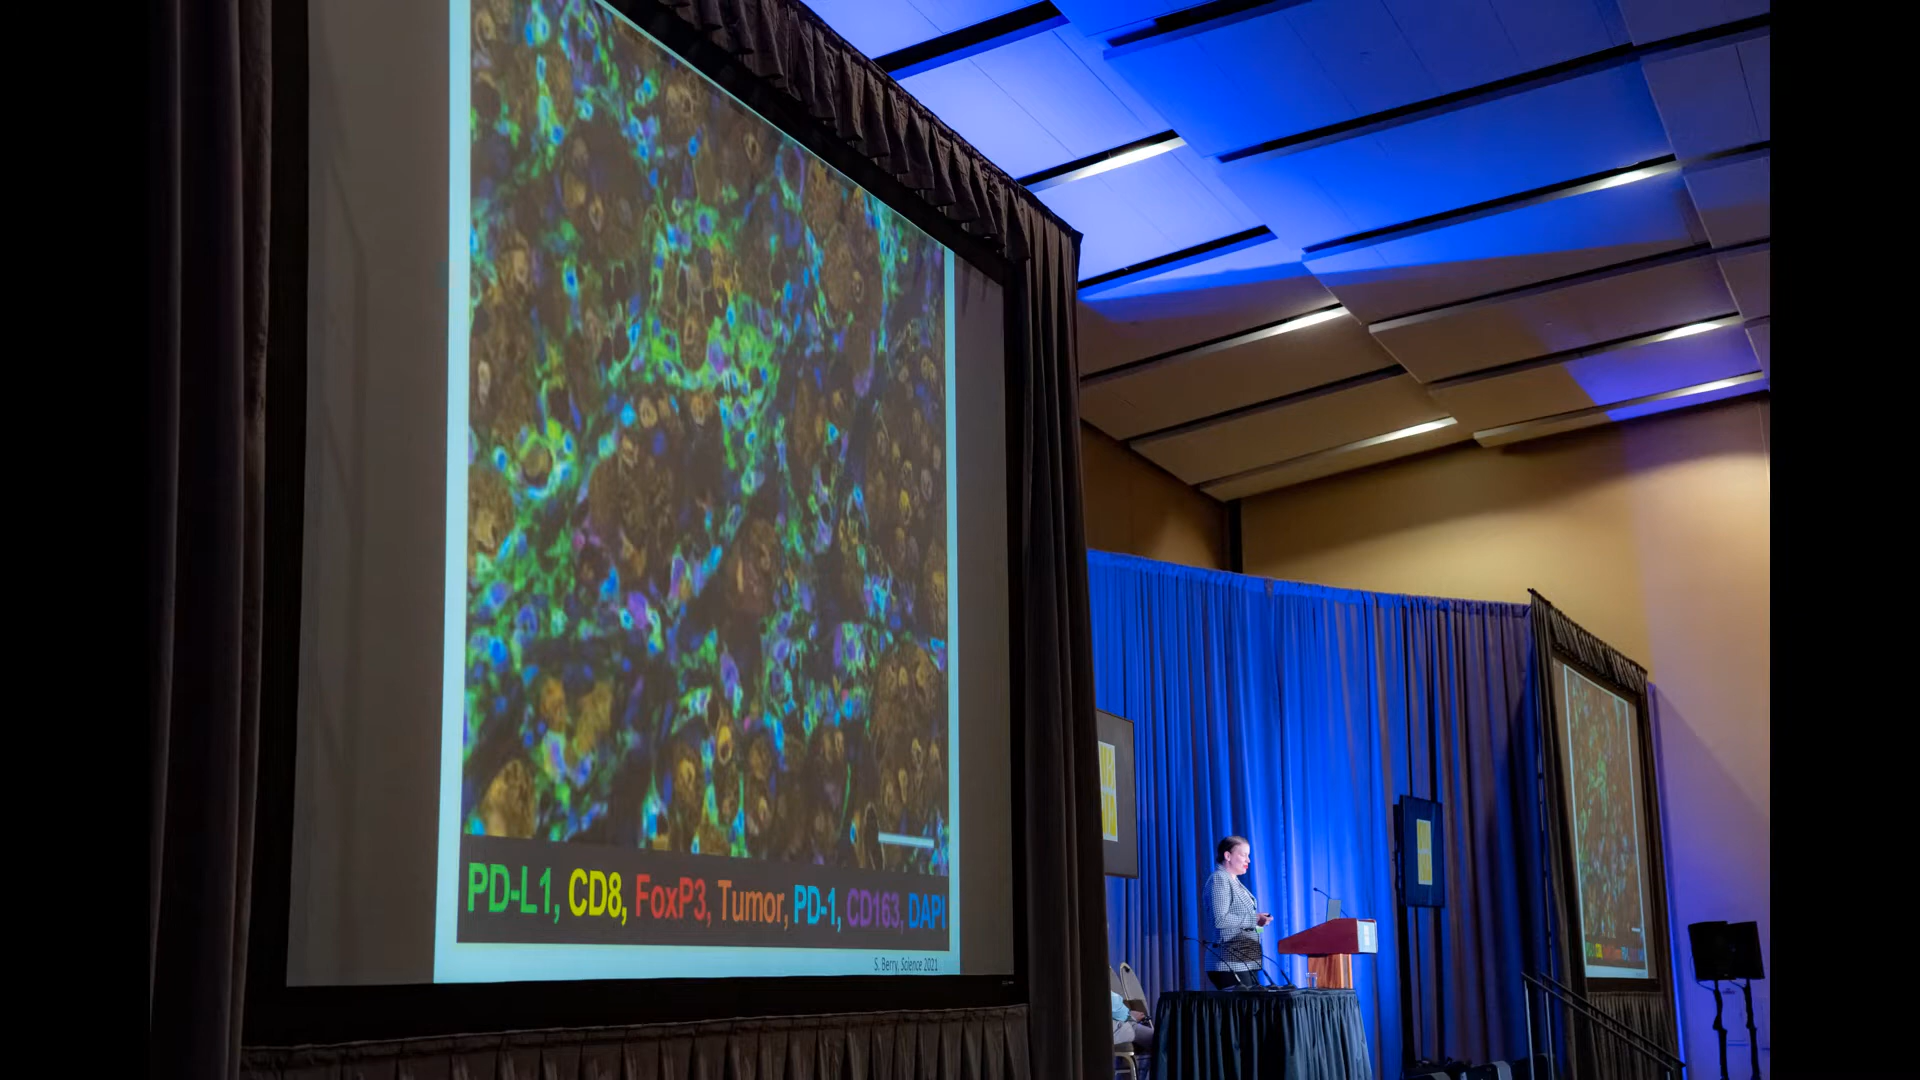 PD-L1, CD8, FoxP3, Tumor, PD-1, CD163, DAPI
S. Berry, Science 2021